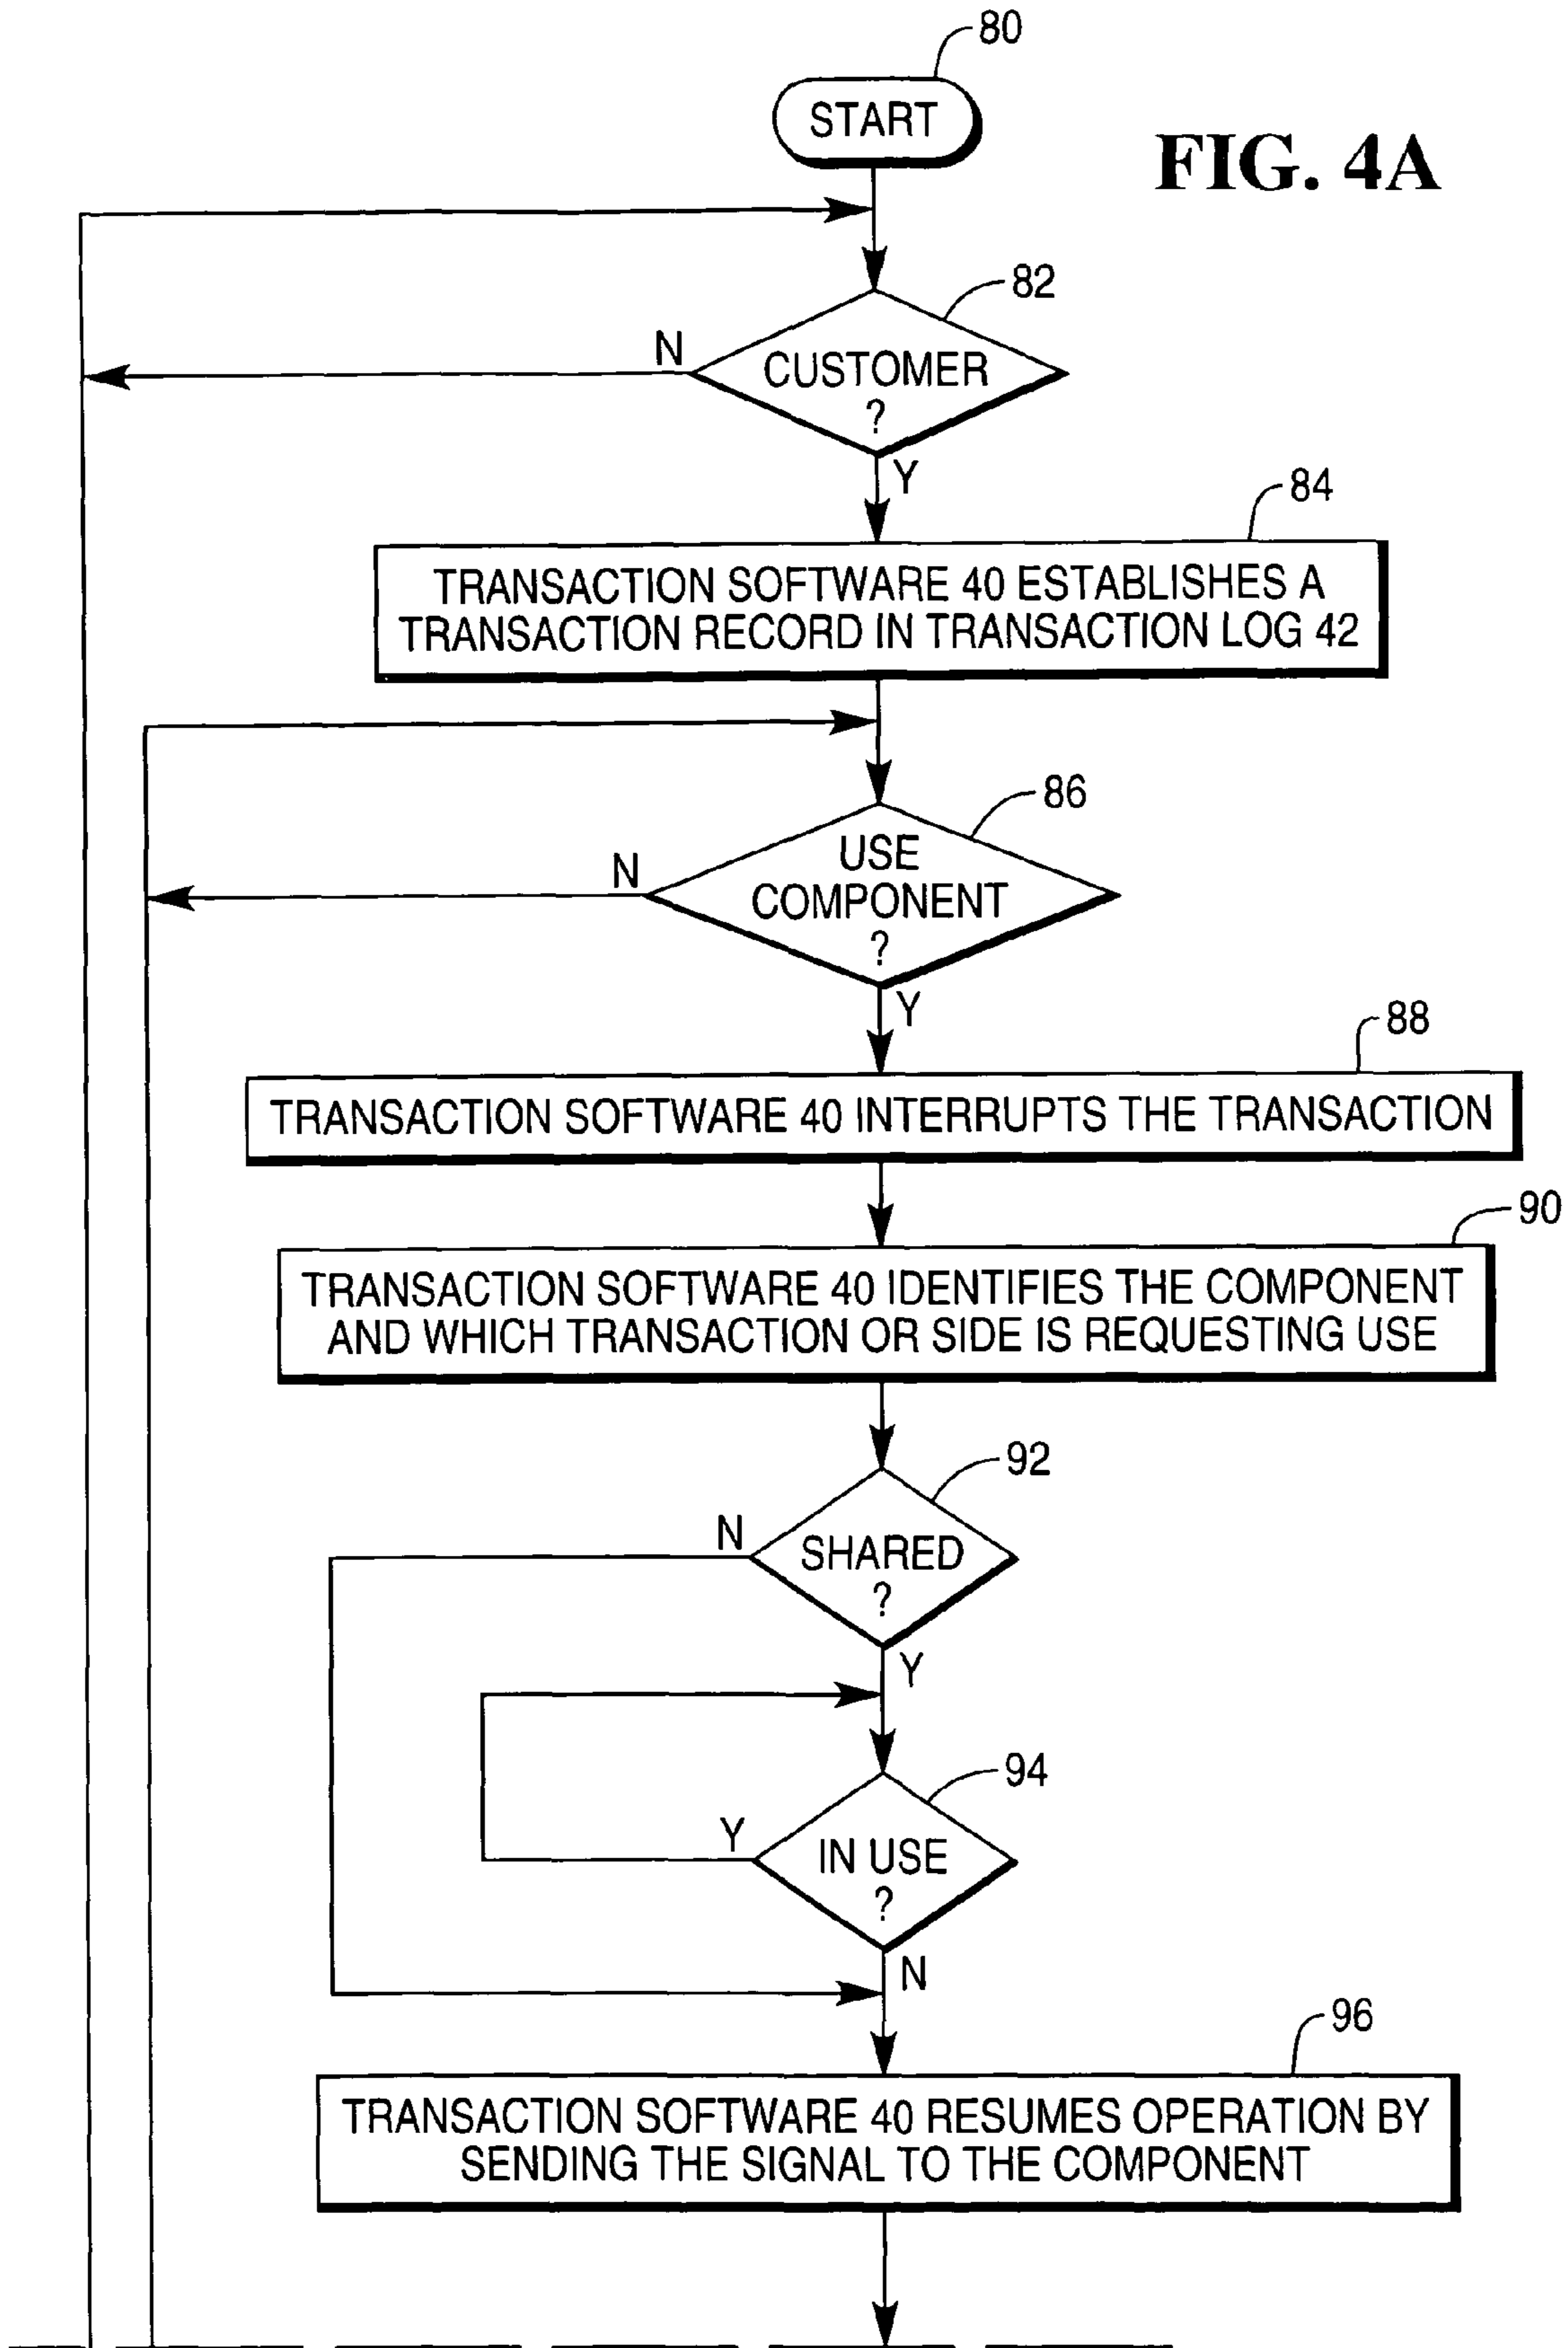 80
START
FIG. 4A
82
N
CUSTOMER
?
Y
84
TRANSACTION SOFTWARE 40 ESTABLISHES A
TRANSACTION RECORD IN TRANSACTION LOG 42
86
N
USE
COMPONENT
?
Y
88
TRANSACTION SOFTWARE 40 INTERRUPTS THE TRANSACTION
90
TRANSACTION SOFTWARE 40 IDENTIFIES THE COMPONENT
AND WHICH TRANSACTION OR SIDE IS REQUESTING USE
92
N
SHARED
?
Y
94
Y
IN USE
?
N
96
TRANSACTION SOFTWARE 40 RESUMES OPERATION BY
SENDING THE SIGNAL TO THE COMPONENT